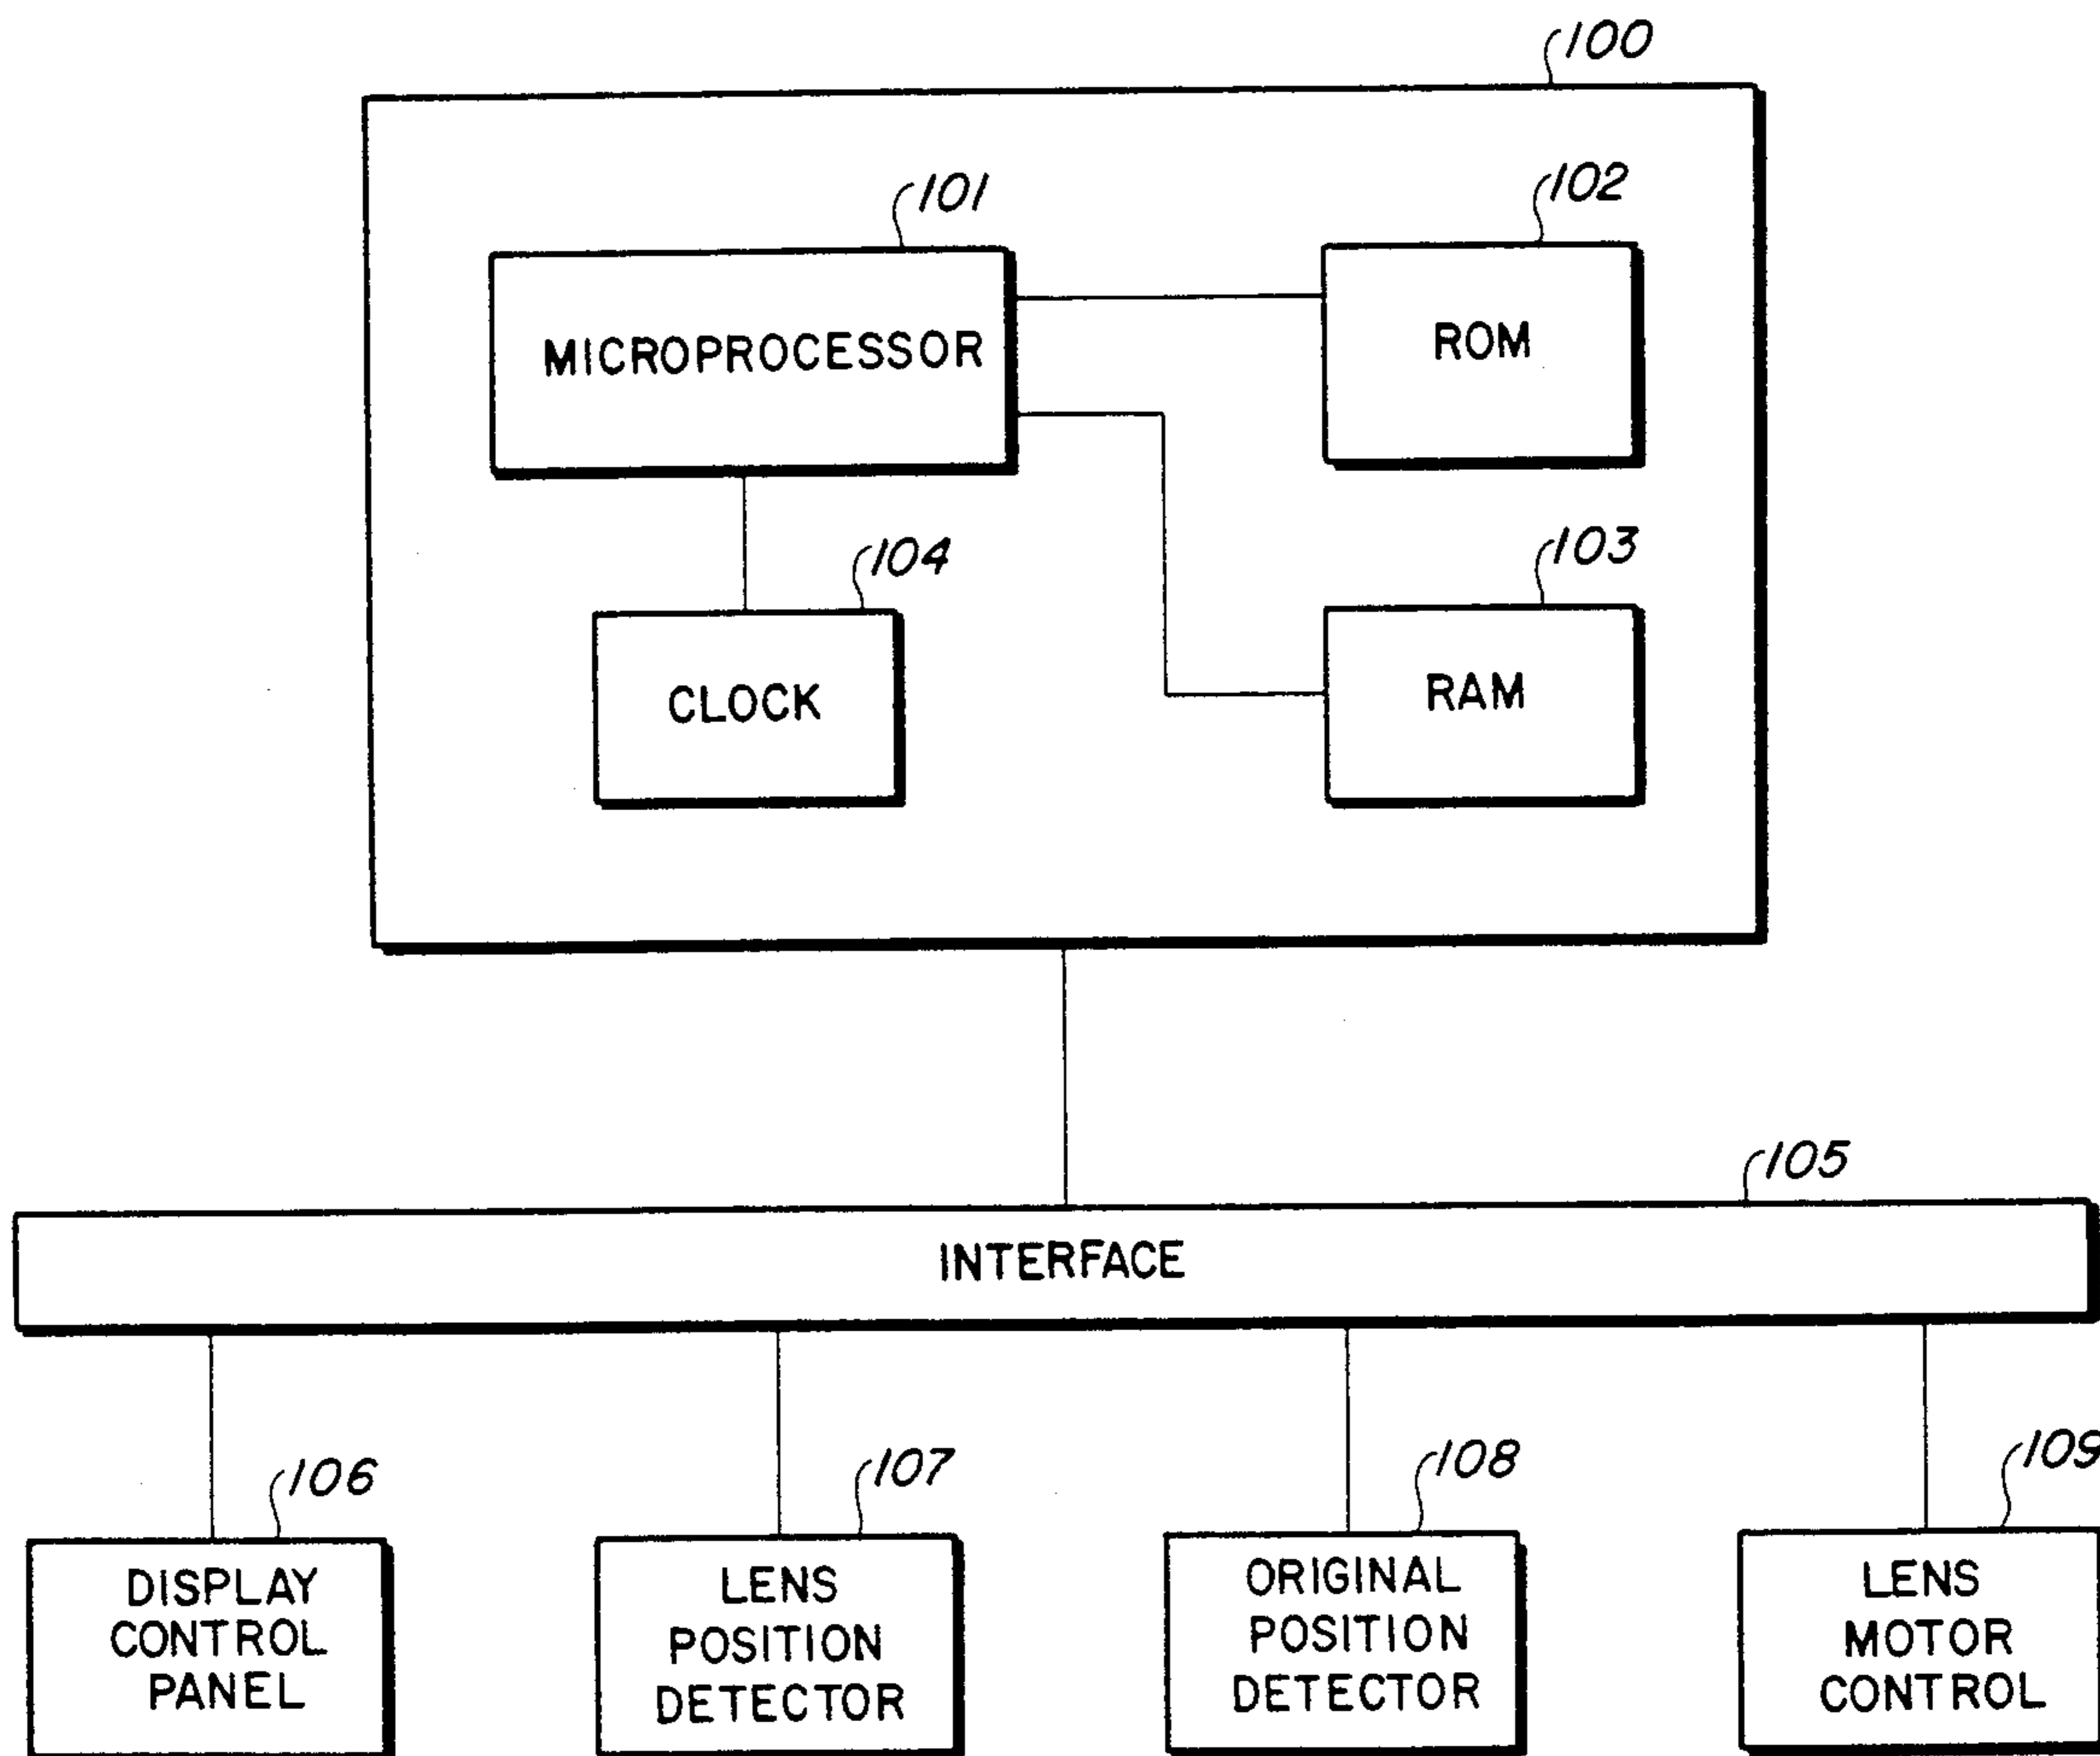 100
101
102
MICROPROCESSOR
ROM
104
103
CLOCK
RAM
105
INTERFACE
106
107
108
109
DISPLAY
CONTROL
PANEL
LENS
POSITION
DETECTOR
ORIGINAL
POSITION
DETECTOR
LENS
MOTOR
CONTROL